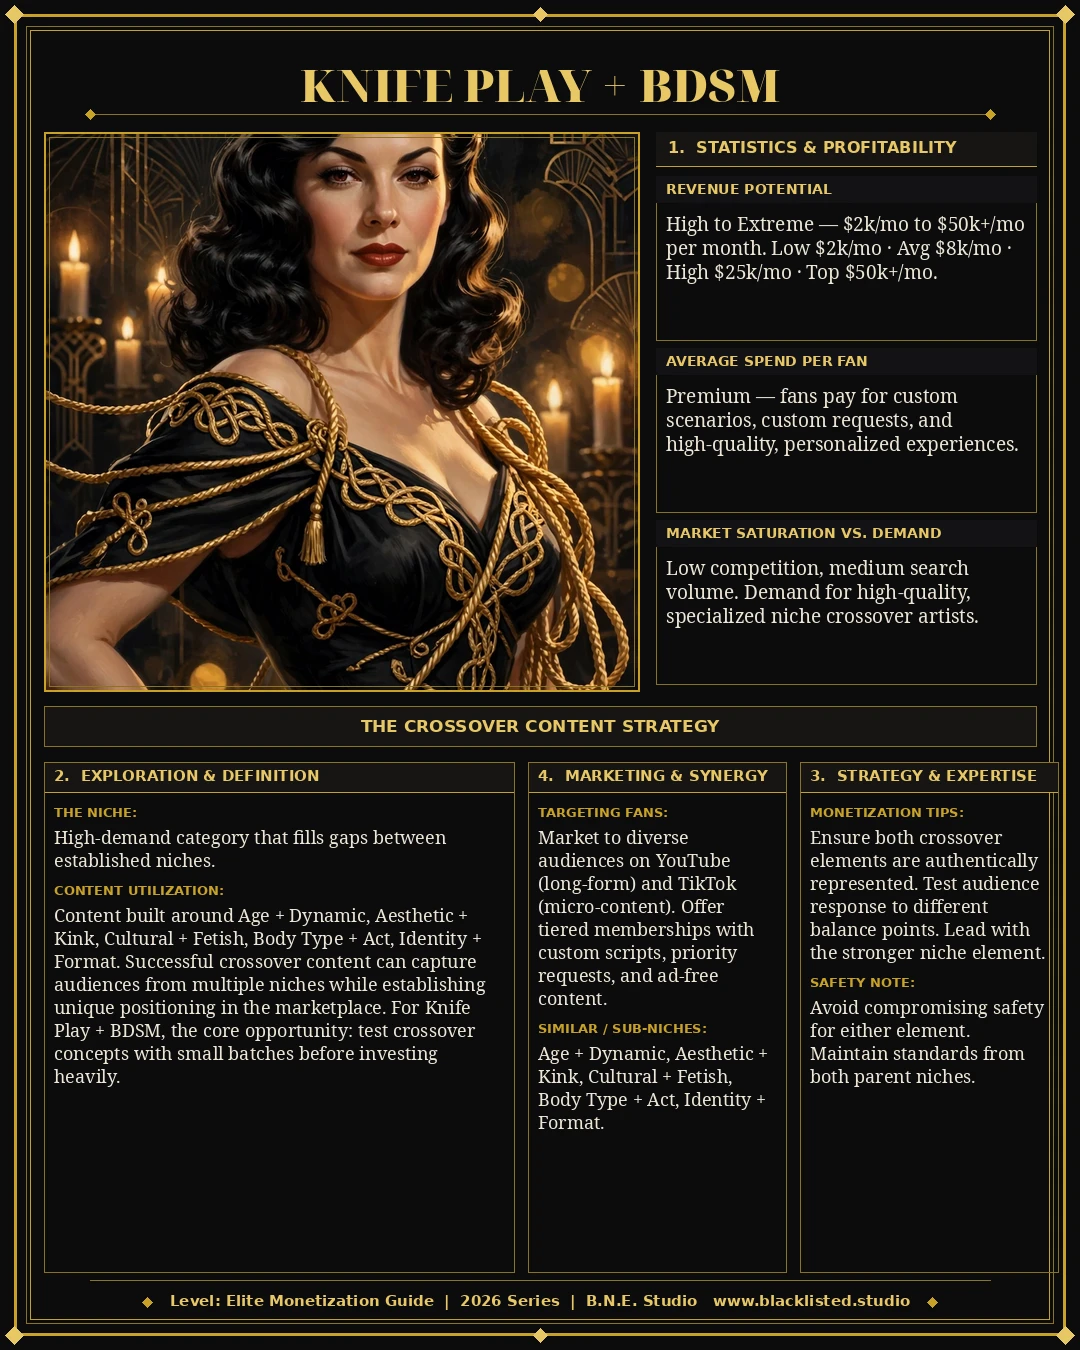 KNIFE PLAY + BDSM
1. STATISTICS & PROFITABILITY
REVENUE POTENTIAL
High to Extreme — $2k/mo to $50k+/mo
per month. Low $2k/mo · Avg $8k/mo ·
High $25k/mo · Top $50k+/mo.
AVERAGE SPEND PER FAN
Premium — fans pay for custom
scenarios, custom requests, and
high-quality, personalized experiences.
MARKET SATURATION VS. DEMAND
Low competition, medium search
volume. Demand for high-quality,
specialized niche crossover artists.
THE CROSSOVER CONTENT STRATEGY
2. EXPLORATION & DEFINITION
THE NICHE:
High-demand category that fills gaps between
established niches.
CONTENT UTILIZATION:
Content built around Age + Dynamic, Aesthetic +
Kink, Cultural + Fetish, Body Type + Act, Identity +
Format. Successful crossover content can capture
audiences from multiple niches while establishing
unique positioning in the marketplace. For Knife
Play + BDSM, the core opportunity: test crossover
concepts with small batches before investing
heavily.
4. MARKETING & SYNERGY
TARGETING FANS:
Market to diverse
audiences on YouTube
(long-form) and TikTok
(micro-content). Offer
tiered memberships with
custom scripts, priority
requests, and ad-free
content.
SIMILAR / SUB-NICHES:
Age + Dynamic, Aesthetic +
Kink, Cultural + Fetish,
Body Type + Act, Identity +
Format.
3. STRATEGY & EXPERTISE
MONETIZATION TIPS:
Ensure both crossover
elements are authentically
represented. Test audience
response to different
balance points. Lead with
the stronger niche element.
SAFETY NOTE:
Avoid compromising safety
for either element.
Maintain standards from
both parent niches.
Level: Elite Monetization Guide | 2026 Series | B.N.E. Studio www.blacklisted.studio